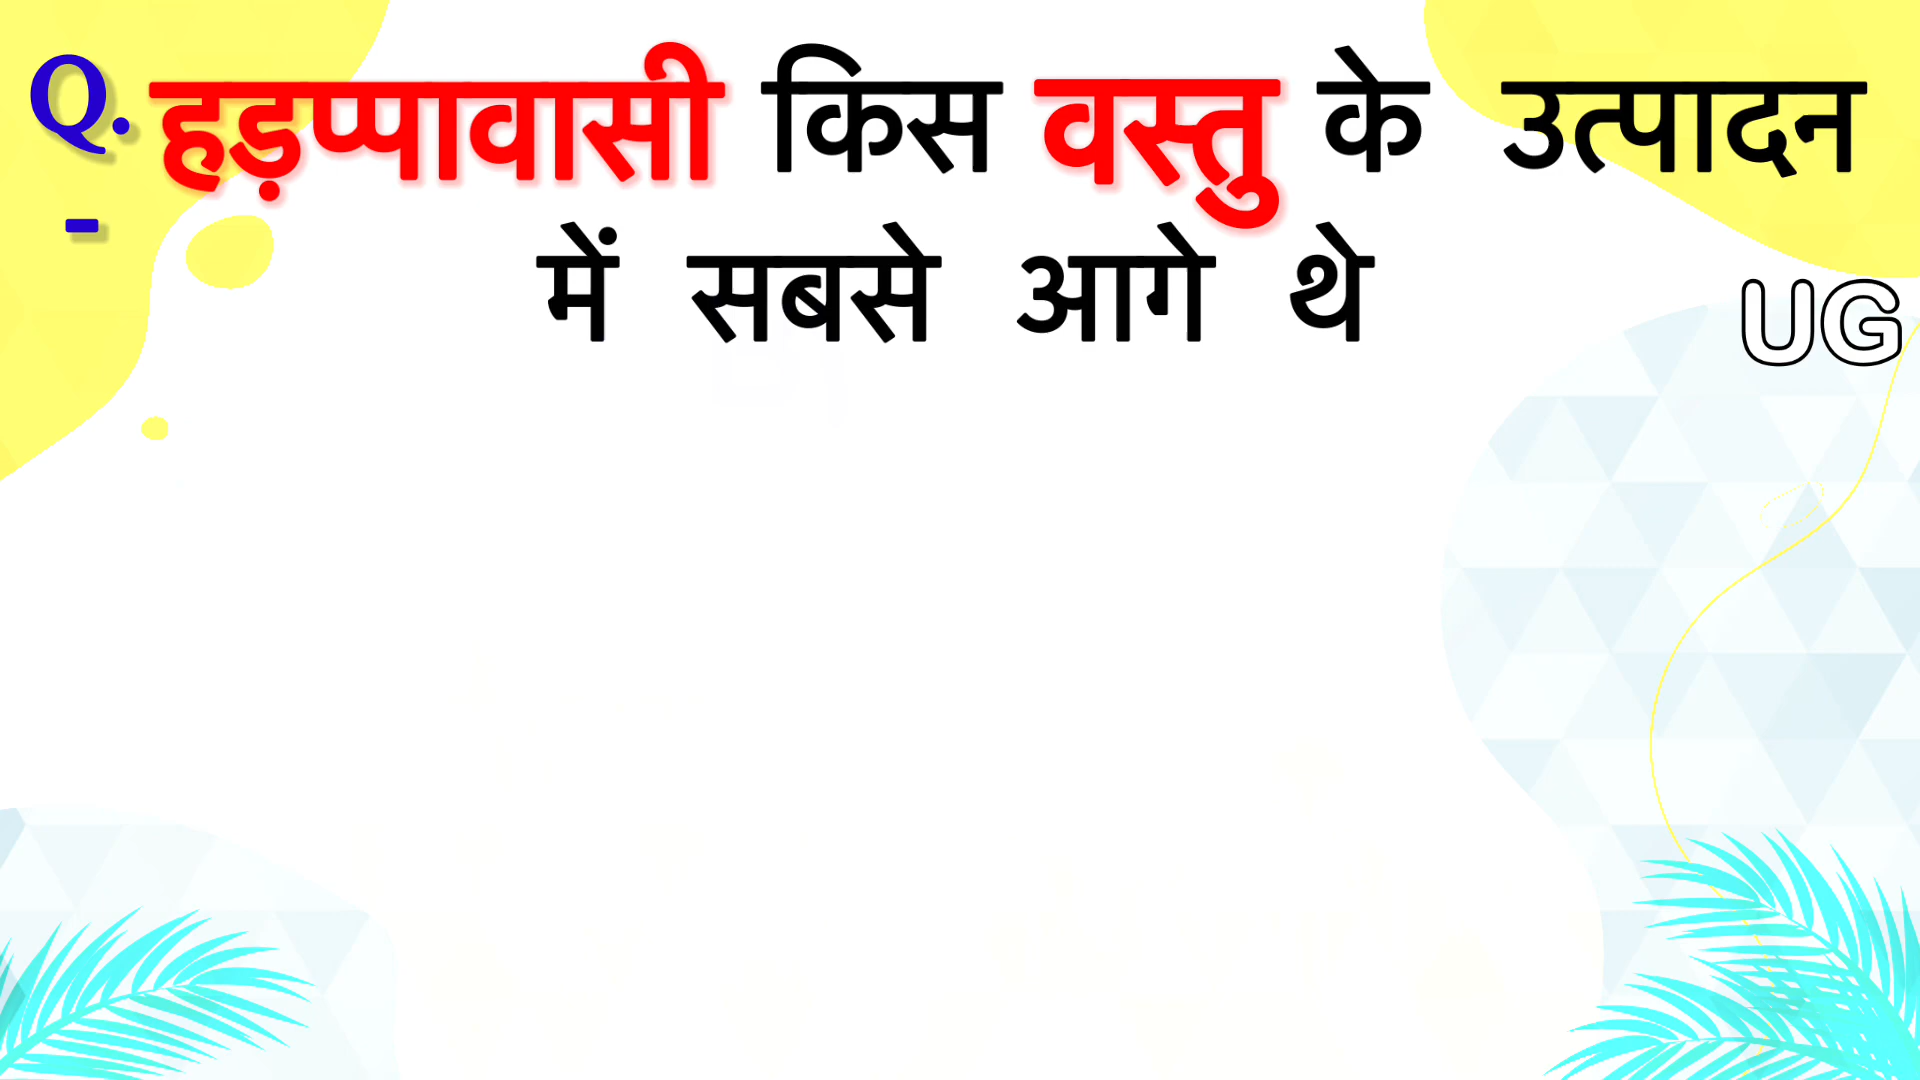 Q. हड़प्पावासी किस वस्तु के उत्पादन
- में सबसे आगे थे
UG